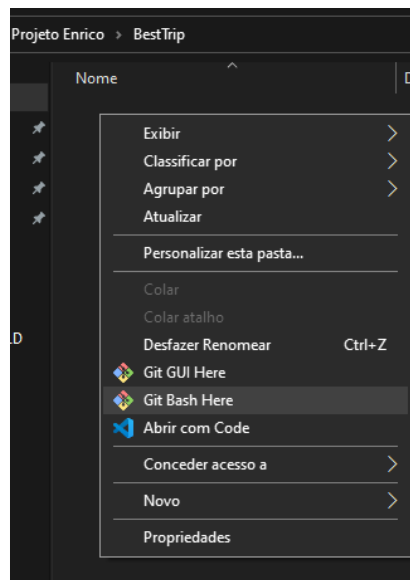 Projeto Enrico > BestTrip
Nome
Exibir
Classificar por
Agrupar por
Atualizar
Personalizar esta pasta...
Colar
Colar atalho
Desfazer Renomear Ctrl+Z
Git GUI Here
Git Bash Here
Abrir com Code
Conceder acesso a
Novo
Propriedades